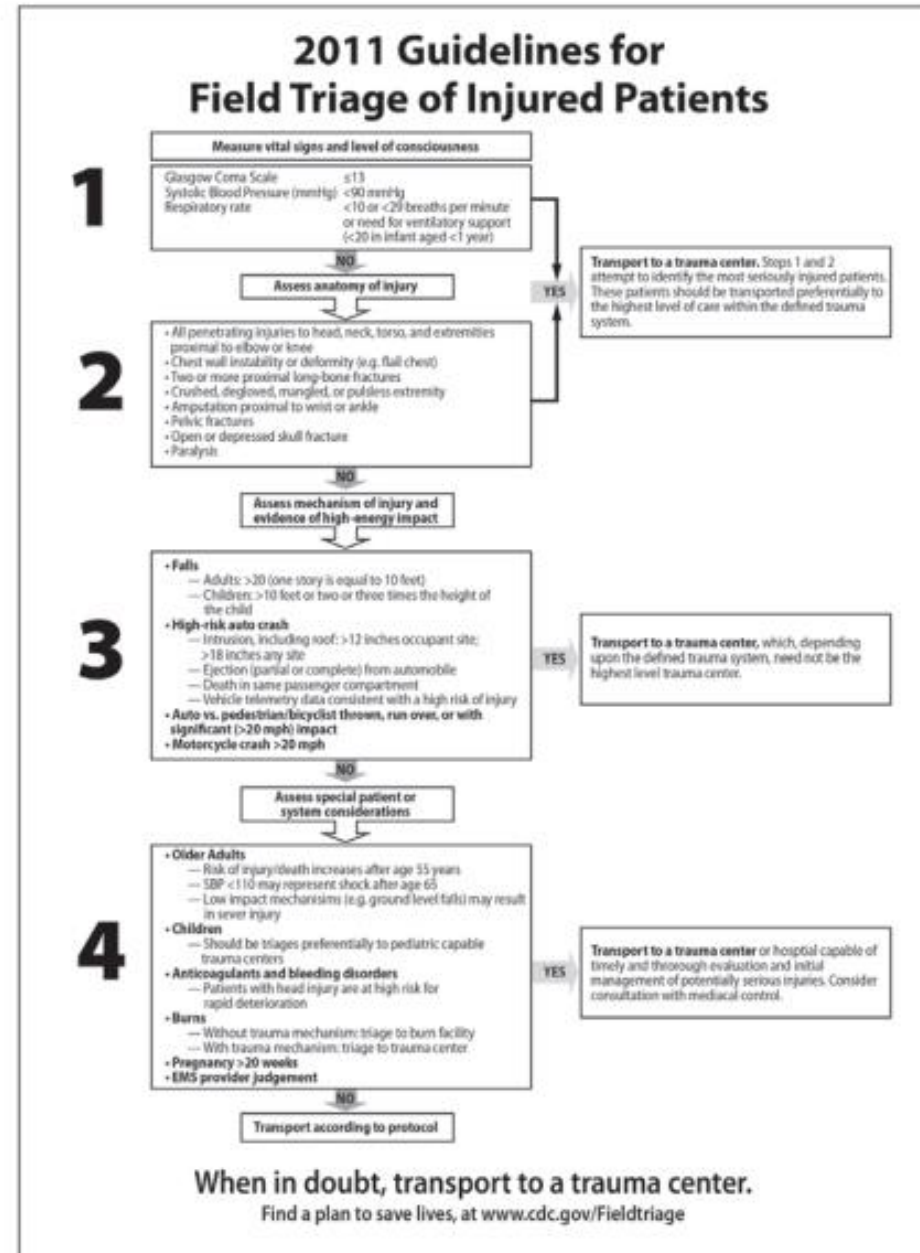 2011 Guidelines for
Field Triage of Injured Patients
Measure vital signs and level of consciousness
1
Glasgow Coma Scale ≤13
Systolic Blood Pressure (mmHg) <90 mmHg
Respiratory rate <10 or <29 breaths per minute
or need for ventilatory support
(<20 in infant aged <1 year)
NO
Assess anatomy of injury
YES
Transport to a trauma center. Steps 1 and 2
attempt to identify the most seriously injured patients.
These patients should be transported preferentially to
the highest level of care within the defined trauma
system.
2
• All penetrating injuries to head, neck, torso, and extremities
proximal to elbow or knee
• Chest wall instability or deformity (e.g. flail chest)
• Two or more proximal long-bone fractures
• Crushed, degloved, mangled, or pulsless extremity
• Amputation proximal to wrist or ankle
• Pelvic fractures
• Open or depressed skull fracture
• Paralysis
NO
Assess mechanism of injury and
evidence of high-energy impact
3
• Falls
— Adults: >20 (one story is equal to 10 feet)
— Children: >10 feet or two or three times the height of
the child
• High-risk auto crash
— Intrusion, including roof: >12 inches occupant site;
>18 inches any site
— Ejection (partial or complete) from automobile
— Death in same passenger compartment
— Vehicle telemetry data consistent with a high risk of injury
• Auto vs. pedestrian/bicyclist thrown, run over, or with
significant (>20 mph) impact
• Motorcycle crash >20 mph
YES
Transport to a trauma center, which, depending
upon the defined trauma system, need not be the
highest level trauma center.
NO
Assess special patient or
system considerations
4
• Older Adults
— Risk of injury/death increases after age 55 years
— SBP <110 may represent shock after age 65
— Low impact mechanisims (e.g. ground level falls) may result
in sever injury
• Children
— Should be triages preferentially to pediatric capable
trauma centers
• Anticoagulants and bleeding disorders
— Patients with head injury are at high risk for
rapid deterioration
• Burns
— Without trauma mechanism: triage to burn facility
— With trauma mechanism: triage to trauma center
• Pregnancy >20 weeks
• EMS provider judgement
YES
Transport to a trauma center or hosptial capable of
timely and throrough evaluation and initial
management of potentially serious injuries. Consider
consultation with mediacal control.
NO
Transport according to protocol
When in doubt, transport to a trauma center.
Find a plan to save lives, at www.cdc.gov/Fieldtriage